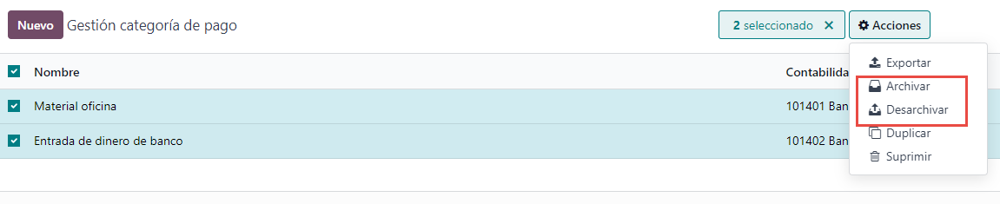 Nuevo Gestión categoría de pago 2 seleccionado × Acciones
Exportar
Nombre Contabilida
Archivar
Material oficina 101401 Ban
Desarchivar
Duplicar
Entrada de dinero de banco 101402 Ban
Suprimir